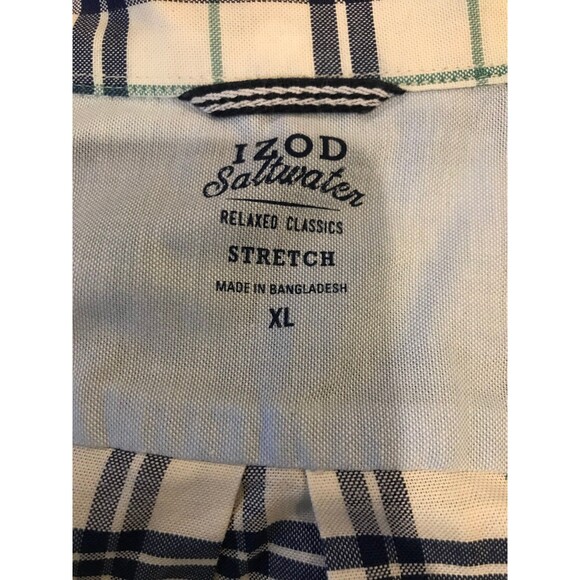 IZOD
Saltwater
RELAXED CLASSICS
STRETCH
MADE IN BANGLADESH
XL